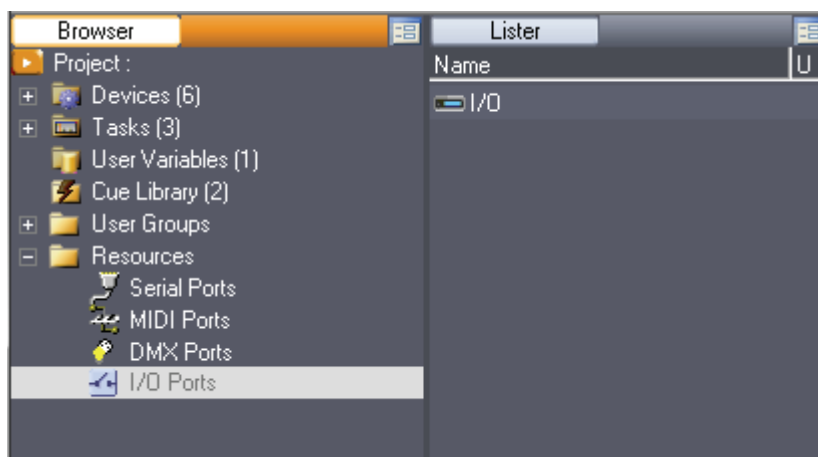 Browser
Project :
Devices (6)
Tasks (3)
User Variables (1)
Cue Library (2)
User Groups
Resources
Serial Ports
MIDI Ports
DMX Ports
I/O Ports
Lister
Name U
I/O